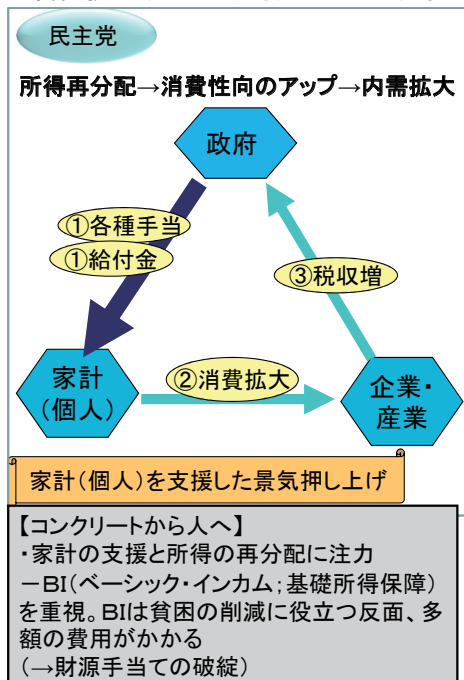 民主党
所得再分配→消費性向のアップ→内需拡大
政府
①各種手当
①給付金
③税収増
家計
(個人)
②消費拡大
企業・
産業
家計(個人)を支援した景気押し上げ
【コンクリートから人へ】
・家計の支援と所得の再分配に注力
－BI(ベーシック・インカム;基礎所得保障)
を重視。BIは貧困の削減に役立つ反面、多
額の費用がかかる
(→財源手当ての破綻)